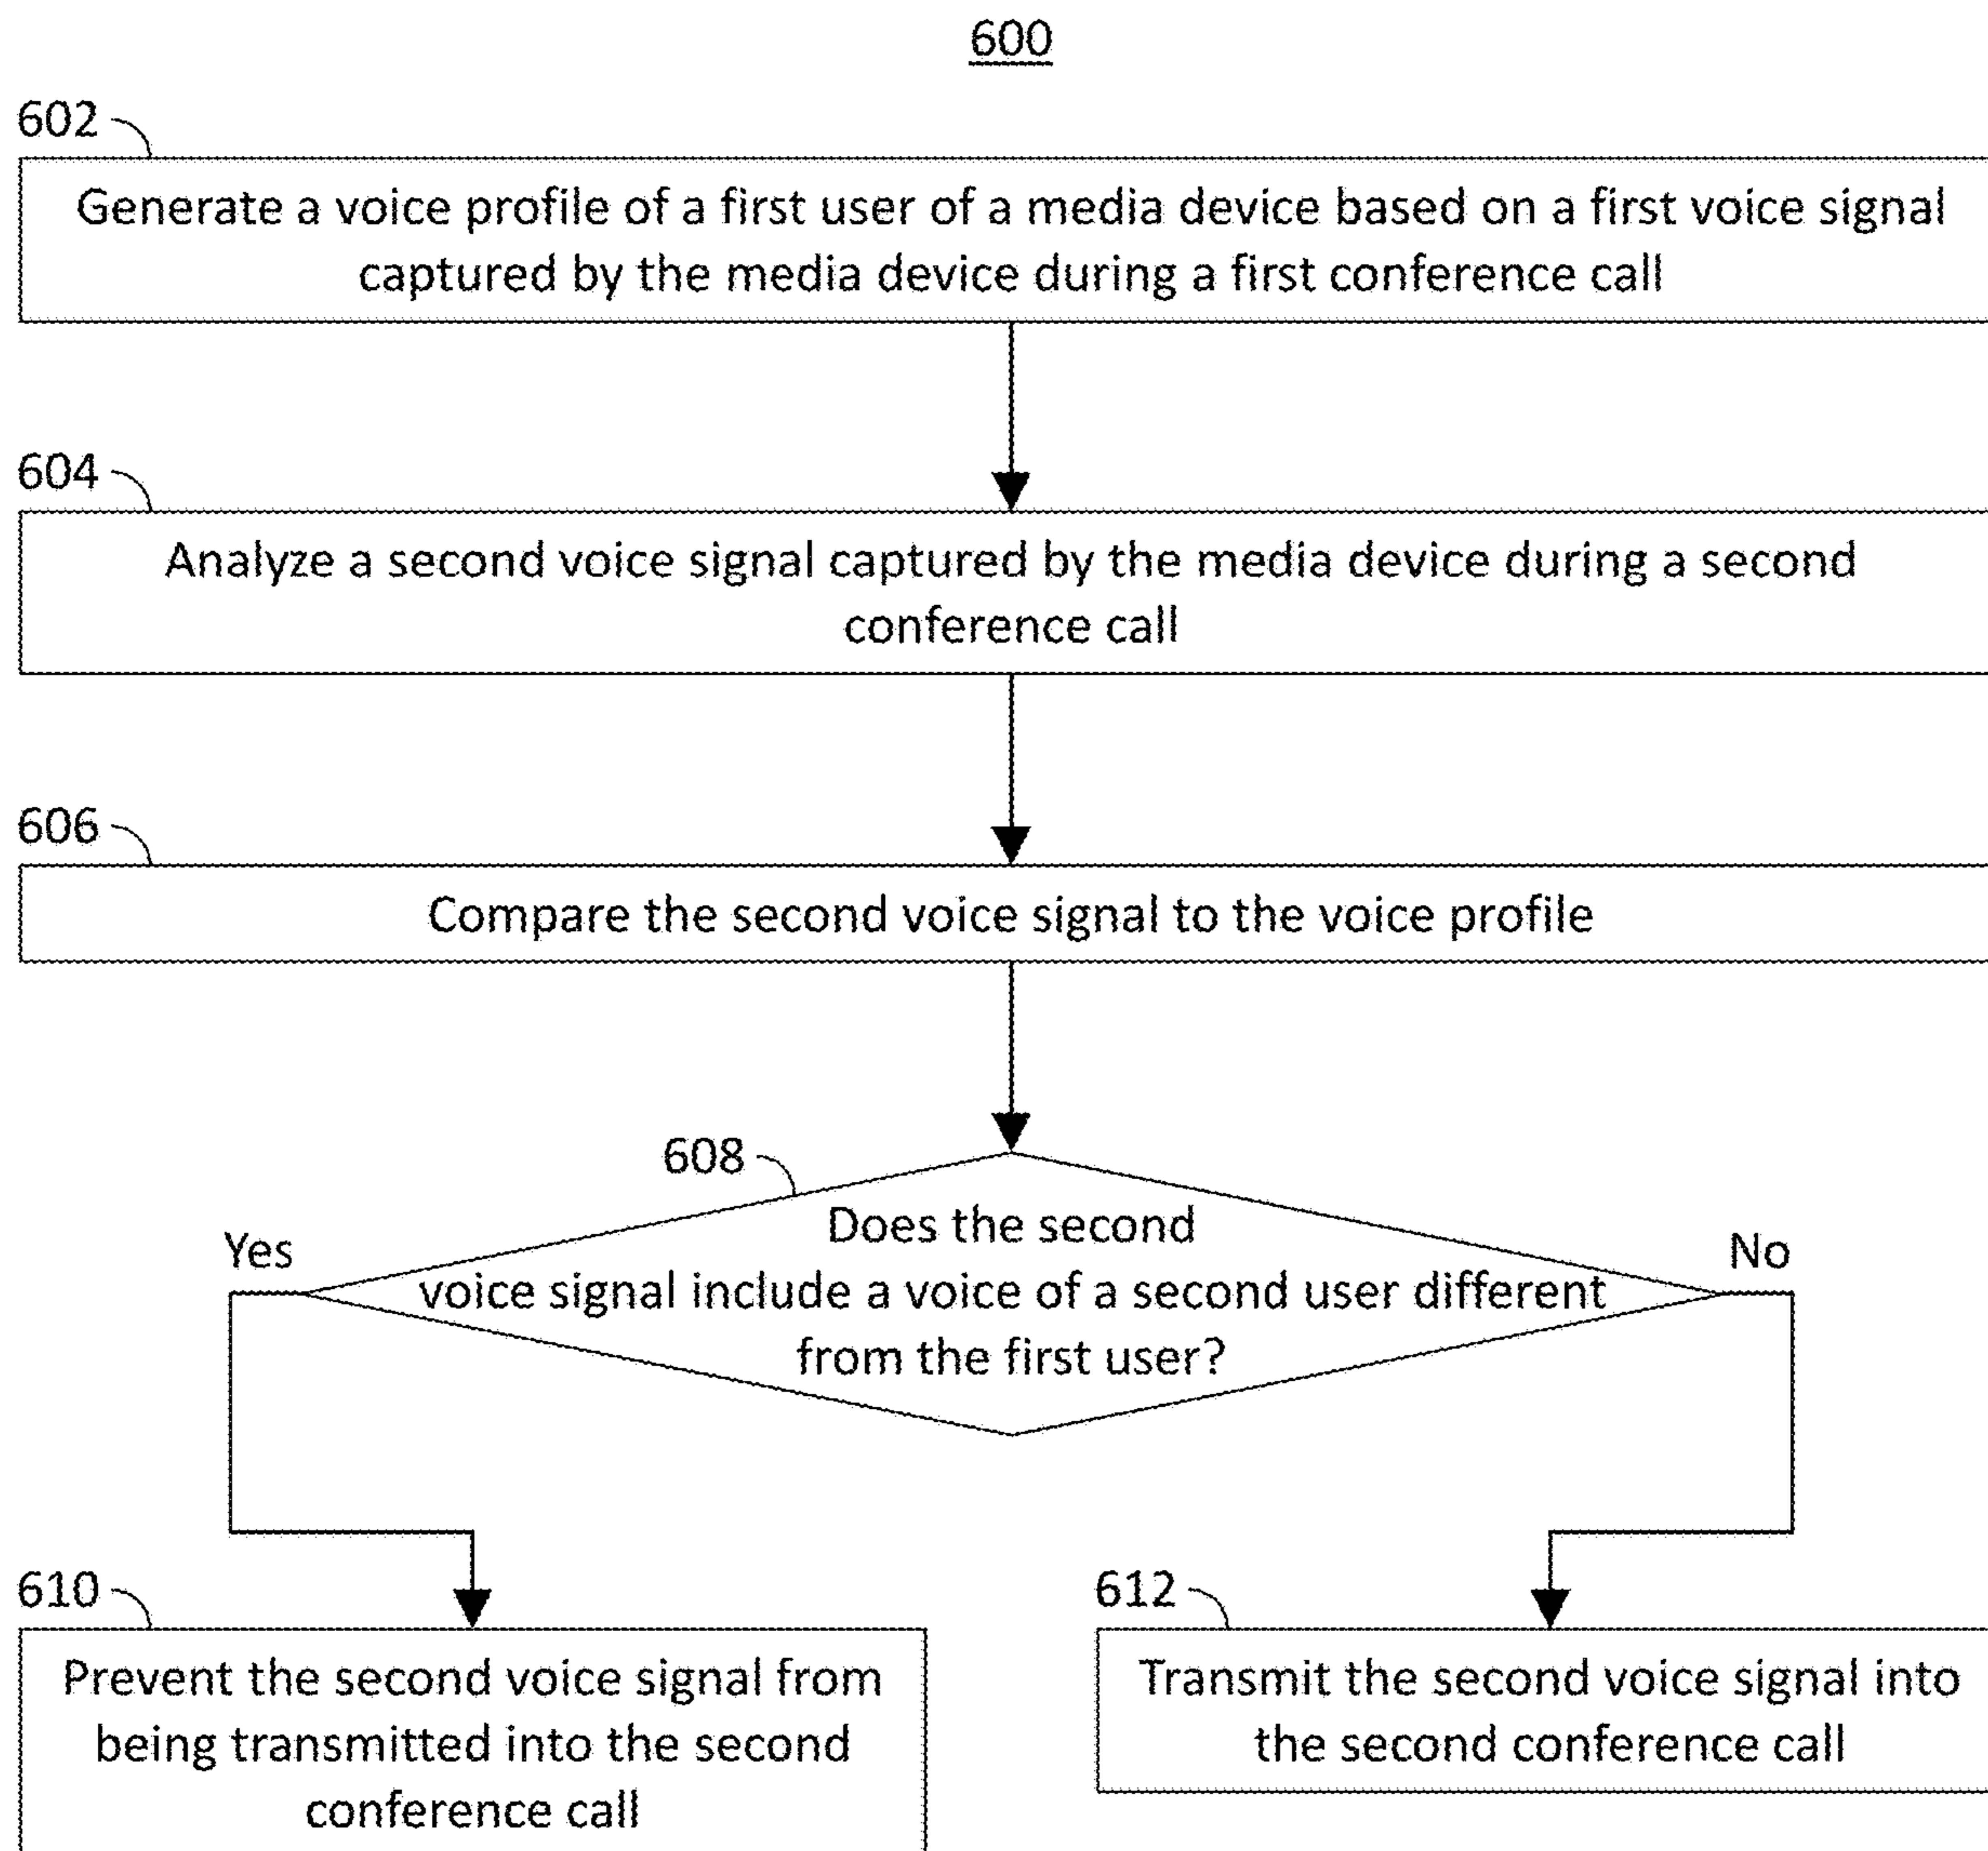 600
602
Generate a voice profile of a first user of a media device based on a first voice signal
captured by the media device during a first conference call
604
Analyze a second voice signal captured by the media device during a second
conference call
606
Compare the second voice signal to the voice profile
608
Does the second
voice signal include a voice of a second user different
from the first user?
Yes
No
610
Prevent the second voice signal from
being transmitted into the second
conference call
612
Transmit the second voice signal into
the second conference call